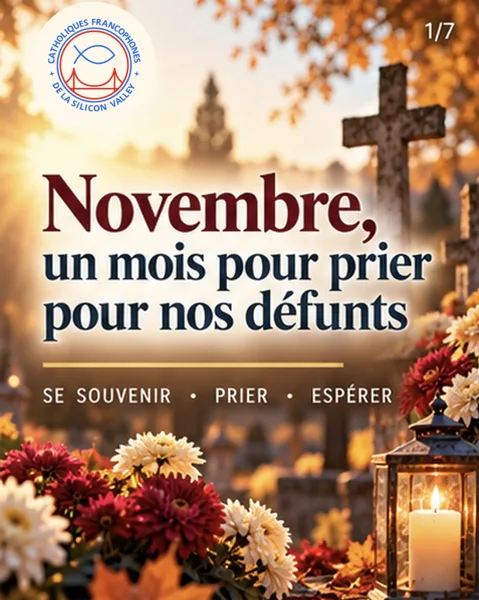 CATHOLIQUES FRANCOPHONES
DE LA SILICON VALLEY
1/7
Novembre,
un mois pour prier
pour nos défunts
SE SOUVENIR • PRIER • ESPÉRER